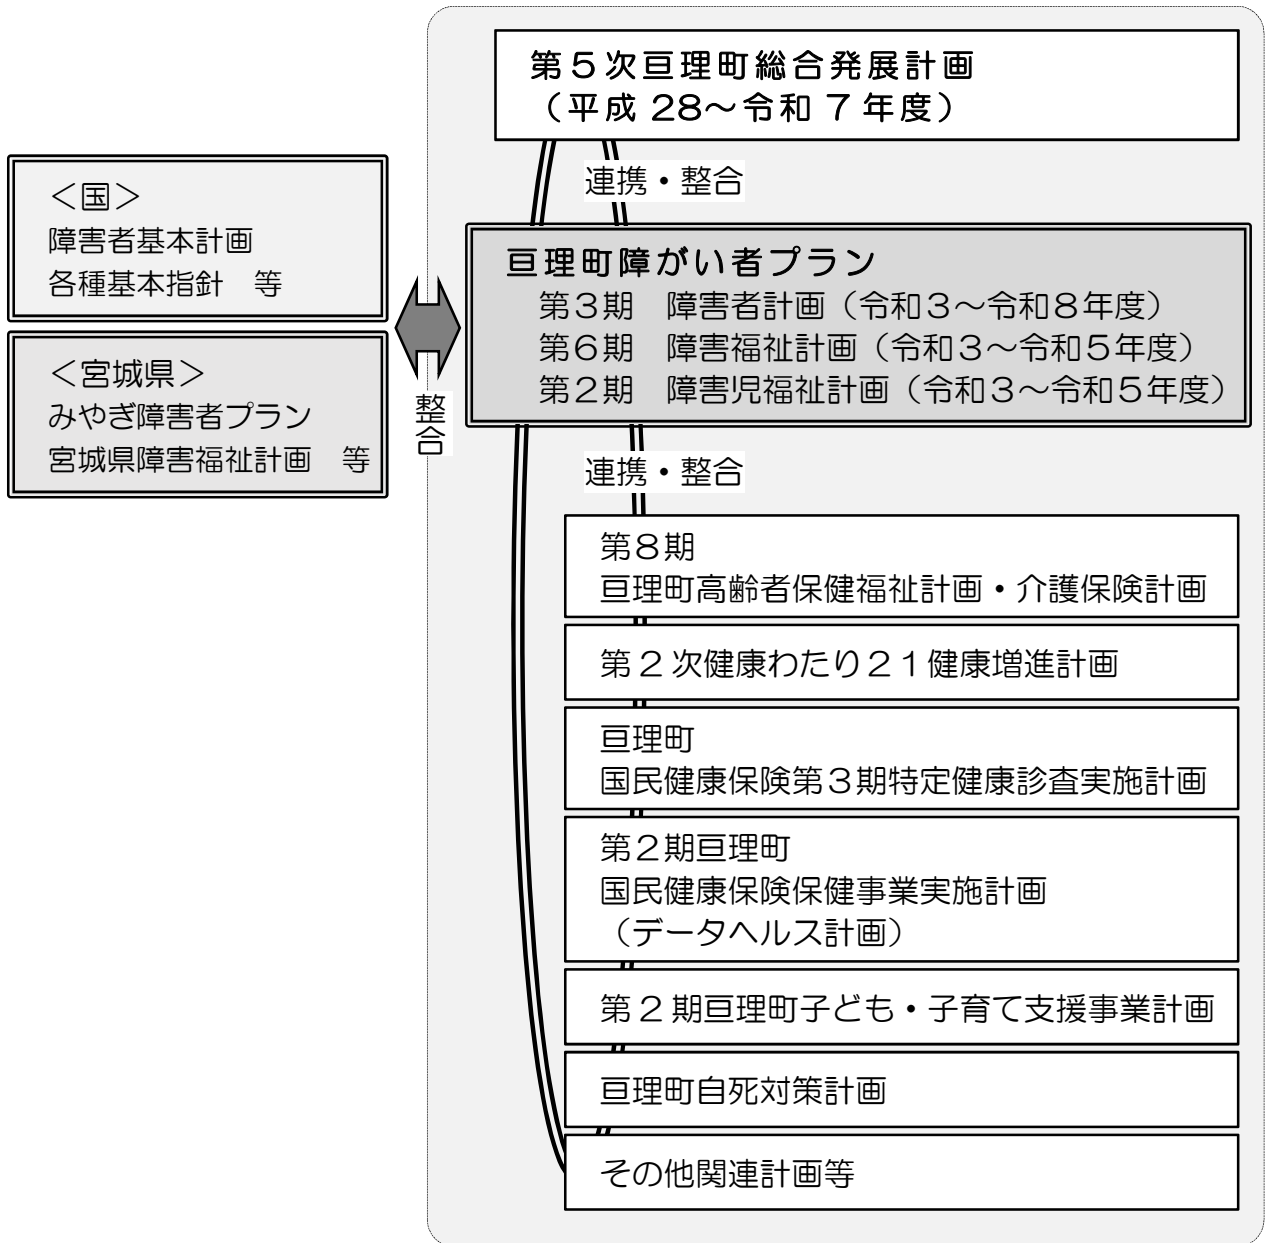 第５次亘理町総合発展計画
（平成 28～令和 7 年度）
連携・整合
＜国＞
障害者基本計画
各種基本指針　等
＜宮城県＞
みやぎ障害者プラン
宮城県障害福祉計画　等
整合
亘理町障がい者プラン
第３期　障害者計画（令和３～令和８年度）
第６期　障害福祉計画（令和３～令和５年度）
第２期　障害児福祉計画（令和３～令和５年度）
連携・整合
第８期
亘理町高齢者保健福祉計画・介護保険計画
第２次健康わたり２１健康増進計画
亘理町
国民健康保険第３期特定健康診査実施計画
第２期亘理町
国民健康保険保健事業実施計画
（データヘルス計画）
第２期亘理町子ども・子育て支援事業計画
亘理町自死対策計画
その他関連計画等